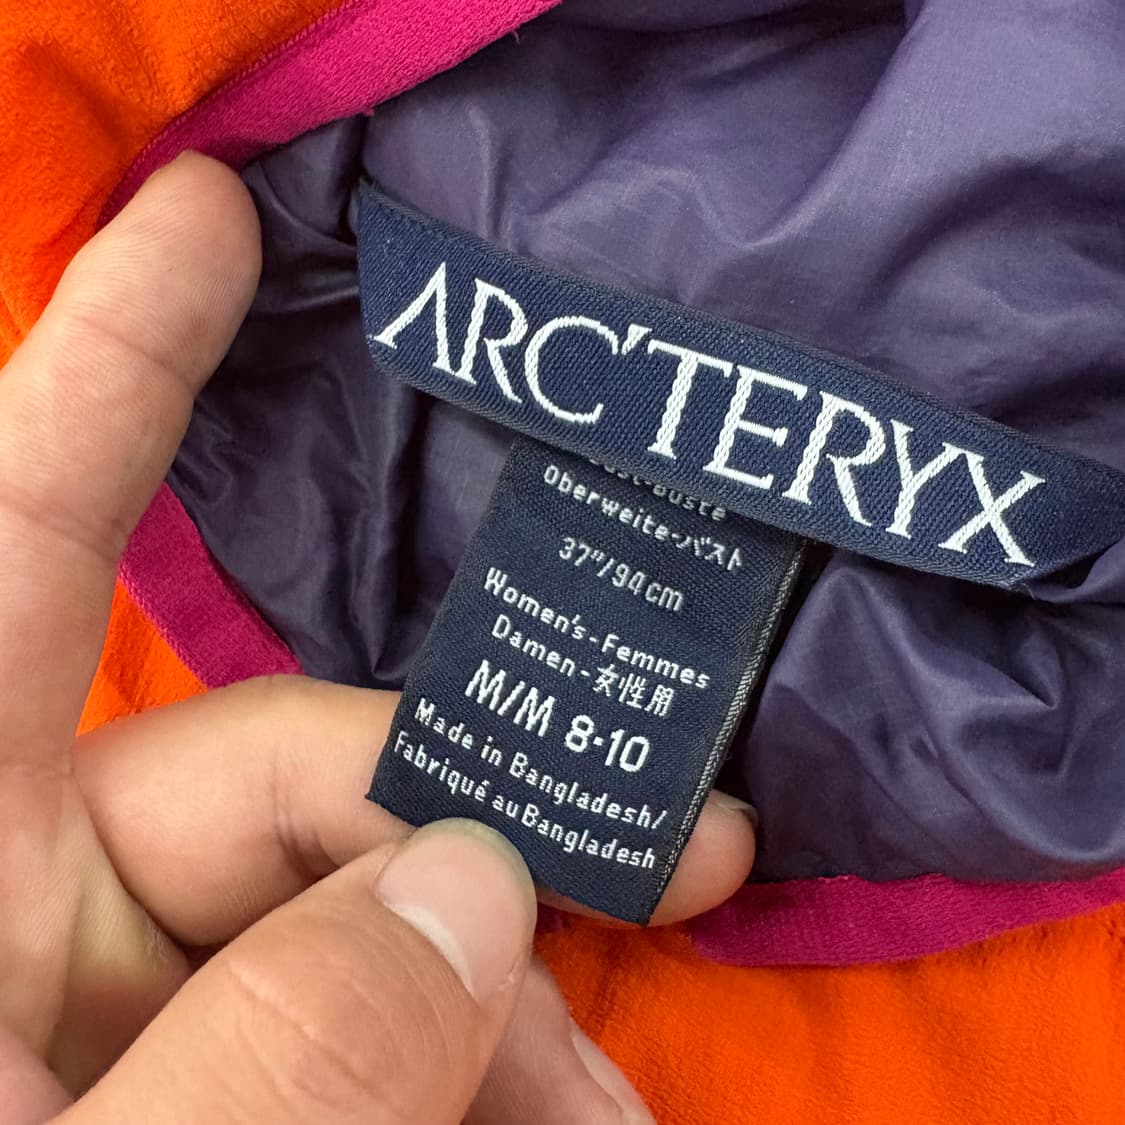 ARC'TERYX
Oberweite-バスト
37"/94cm
Women's-Femmes
Damen-女性用
M/M 8-10
Made in Bangladesh/
Fabriqué au Bangladesh